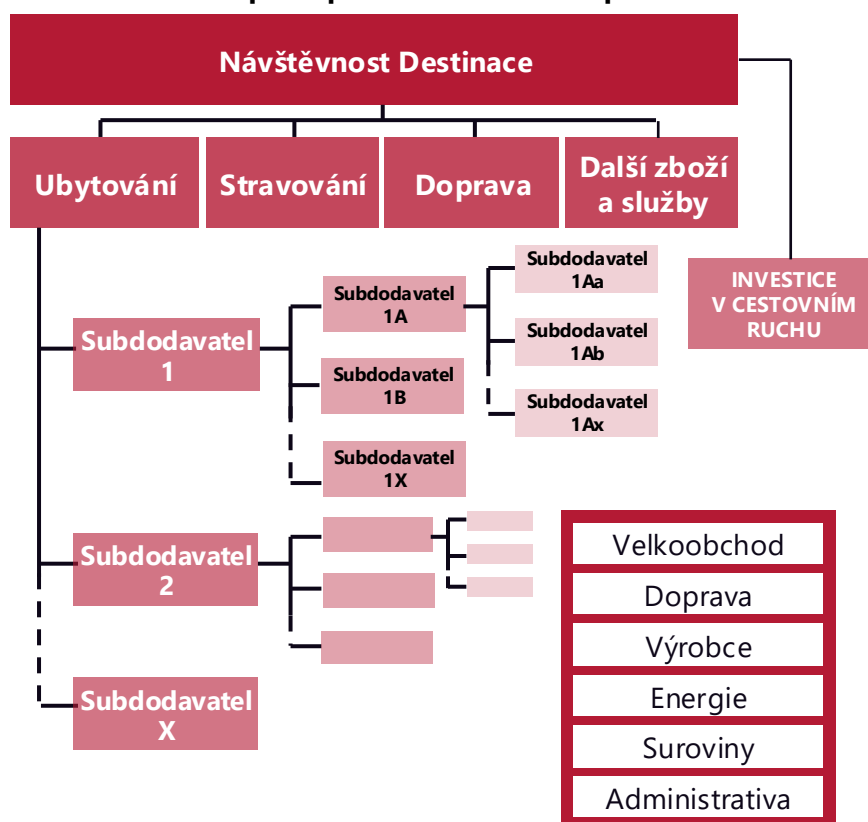 Návštěvnost Destinace
Ubytování
Stravování
Doprava
Další zboží
a služby
INVESTICE
V CESTOVNÍM
RUCHU
Subdodavatel
1
Subdodavatel
1A
Subdodavatel
1B
Subdodavatel
1X
Subdodavatel
1Aa
Subdodavatel
1Ab
Subdodavatel
1Ax
Subdodavatel
2
Subdodavatel
X
Velkoobchod
Doprava
Výrobce
Energie
Suroviny
Administrativa